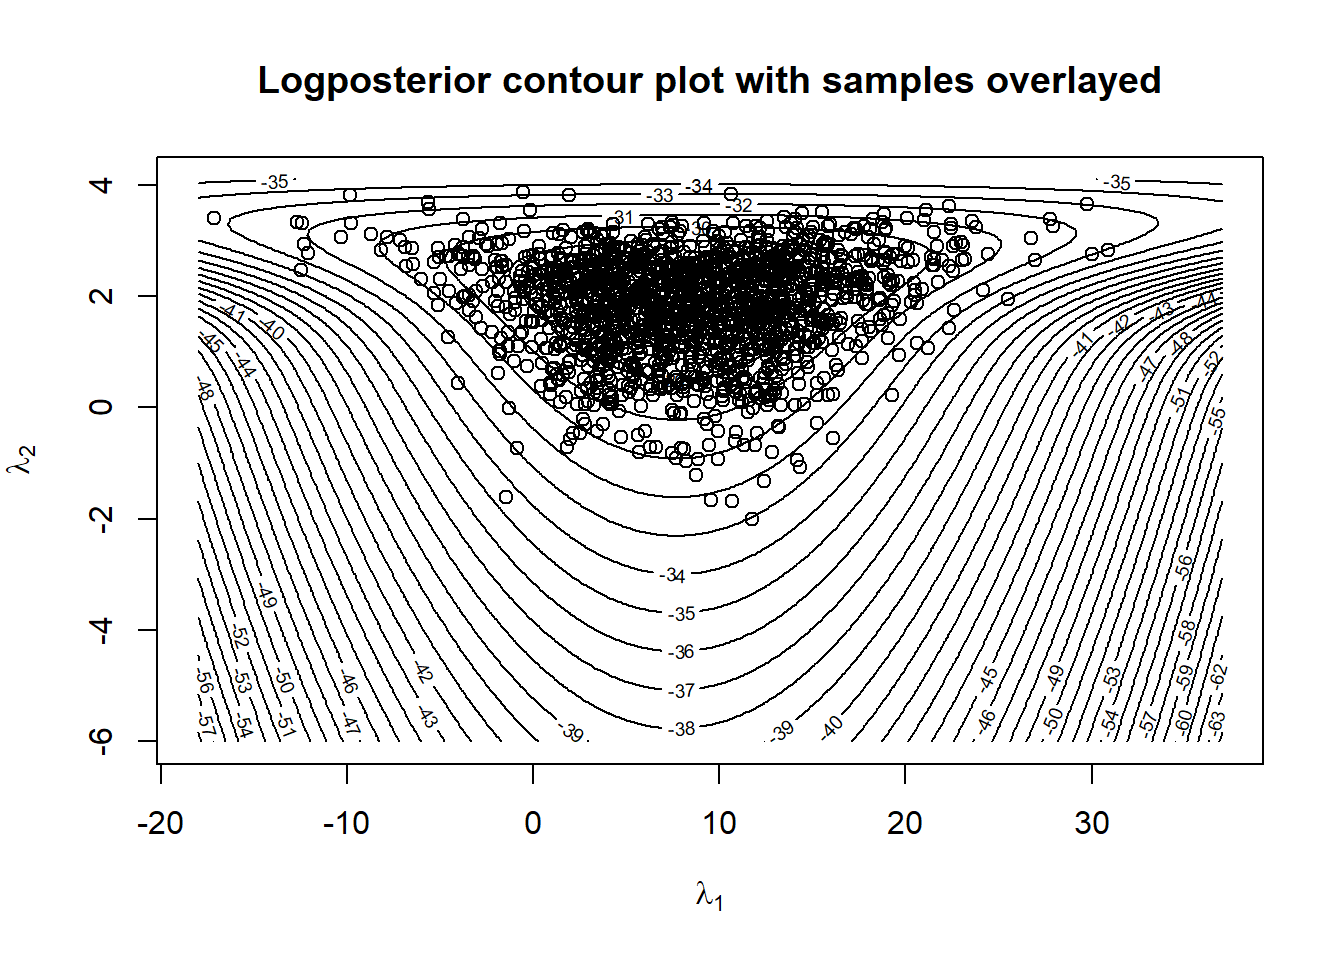 Logposterior contour plot with samples overlayed
4
2
0
-2
-4
-6
λ2
-35 -33 -34 -35
-32
-31
-30
-41 -40
-45 -44
-48
-41 -42 -43 -44
-47 -48 -52
-51 -55
-34
-35
-36
-37
-38
-39 -39 -40
-49
-52
-56 -53 -50 -46 -42
-57 -54 -51 -47 -43
-56
-58
-45 -49 -53 -59 -62
-46 -50 -54 -57 -60 -63
-20 -10 0 10 20 30
λ1